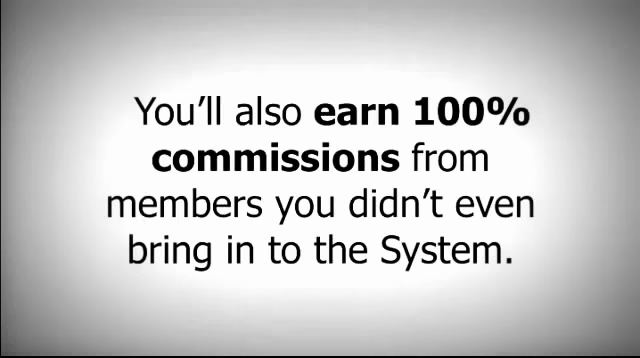 You’ll also earn 100%
commissions from
members you didn’t even
bring in to the System.